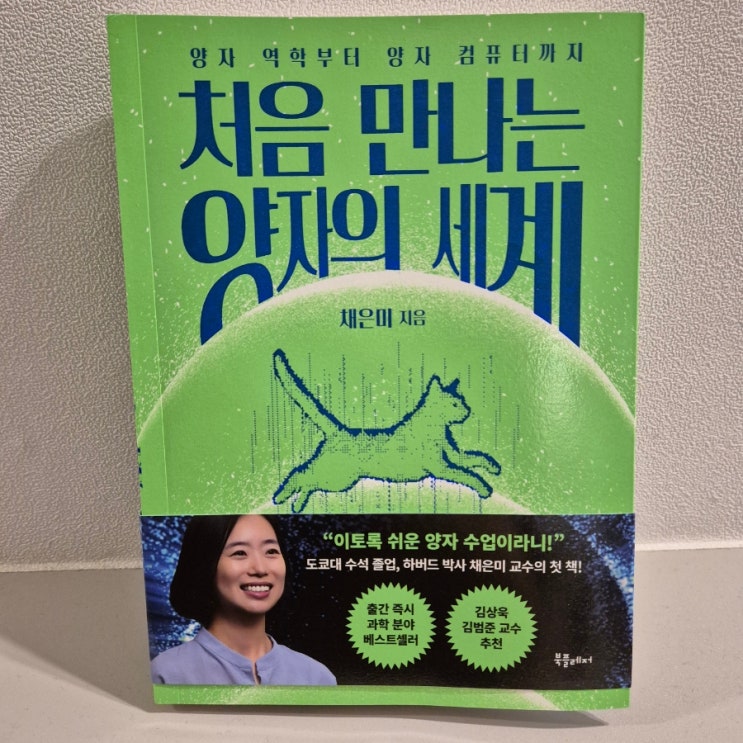 양자 역학부터 양자 컴퓨터까지
처음 만나는
양자의 세계
채은미 지음
“이토록 쉬운 양자 수업이라니!”
도쿄대 수석 졸업, 하버드 박사 채은미 교수의 첫 책!
출간 즉시
과학 분야
베스트셀러
김상욱
김범준 교수
추천
북플레저